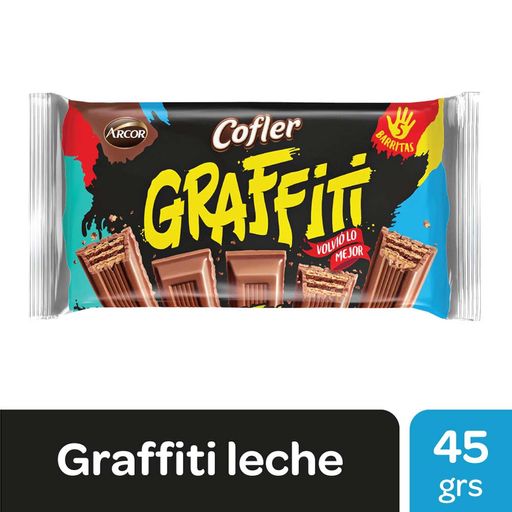 ARCOR
Cofler
GRAFFITI
5
BARRITAS
VOLVIÓ LO
MEJOR
Graffiti leche
45
grs